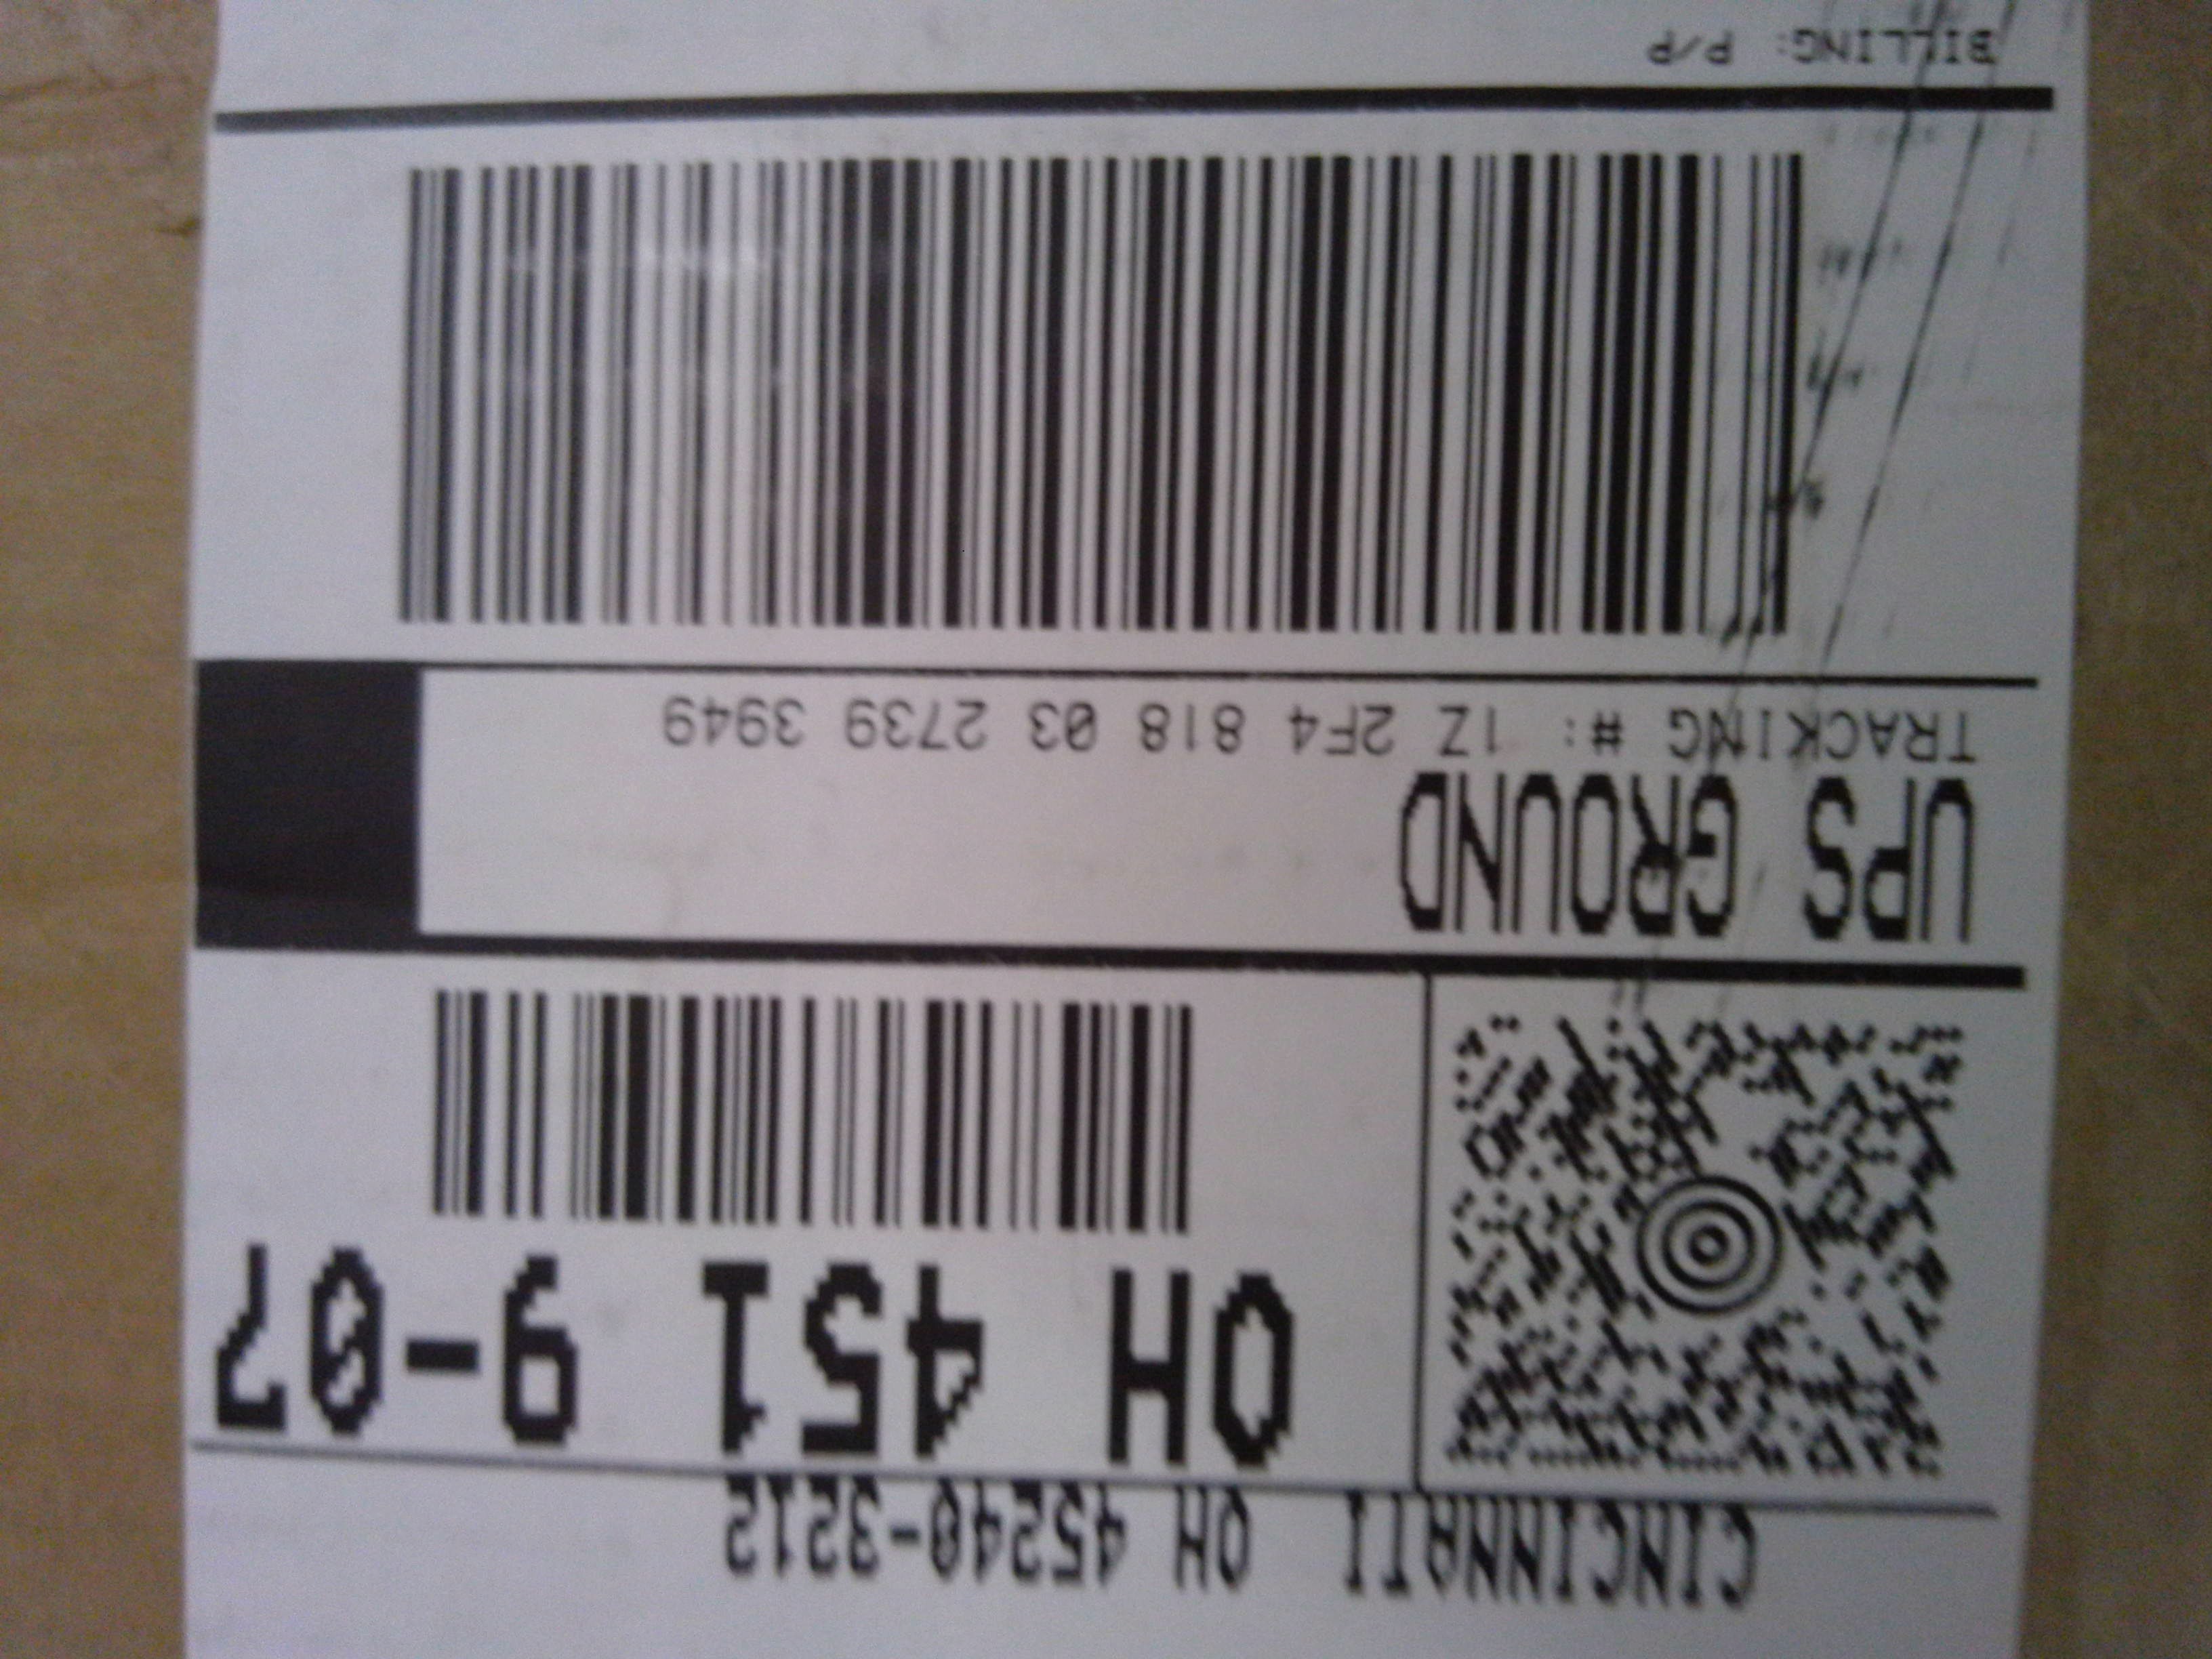 CINCINNATI OH 45240-3212
OH 451 9-07
UPS GROUND
TRACKING #: 1Z 2F4 818 03 2739 3949
BILLING: P/P